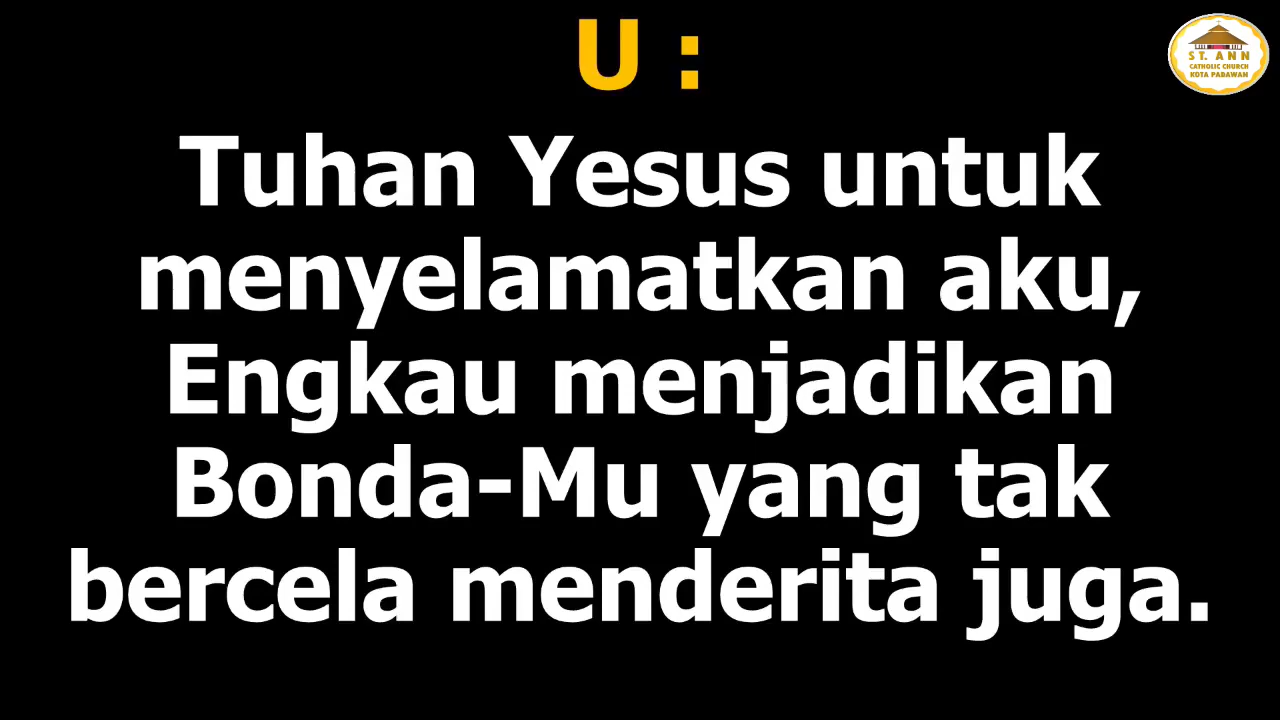 U :
ST. ANN
CATHOLIC CHURCH
KOTA PADAWAN
Tuhan Yesus untuk
menyelamatkan aku,
Engkau menjadikan
Bonda-Mu yang tak
bercela menderita juga.